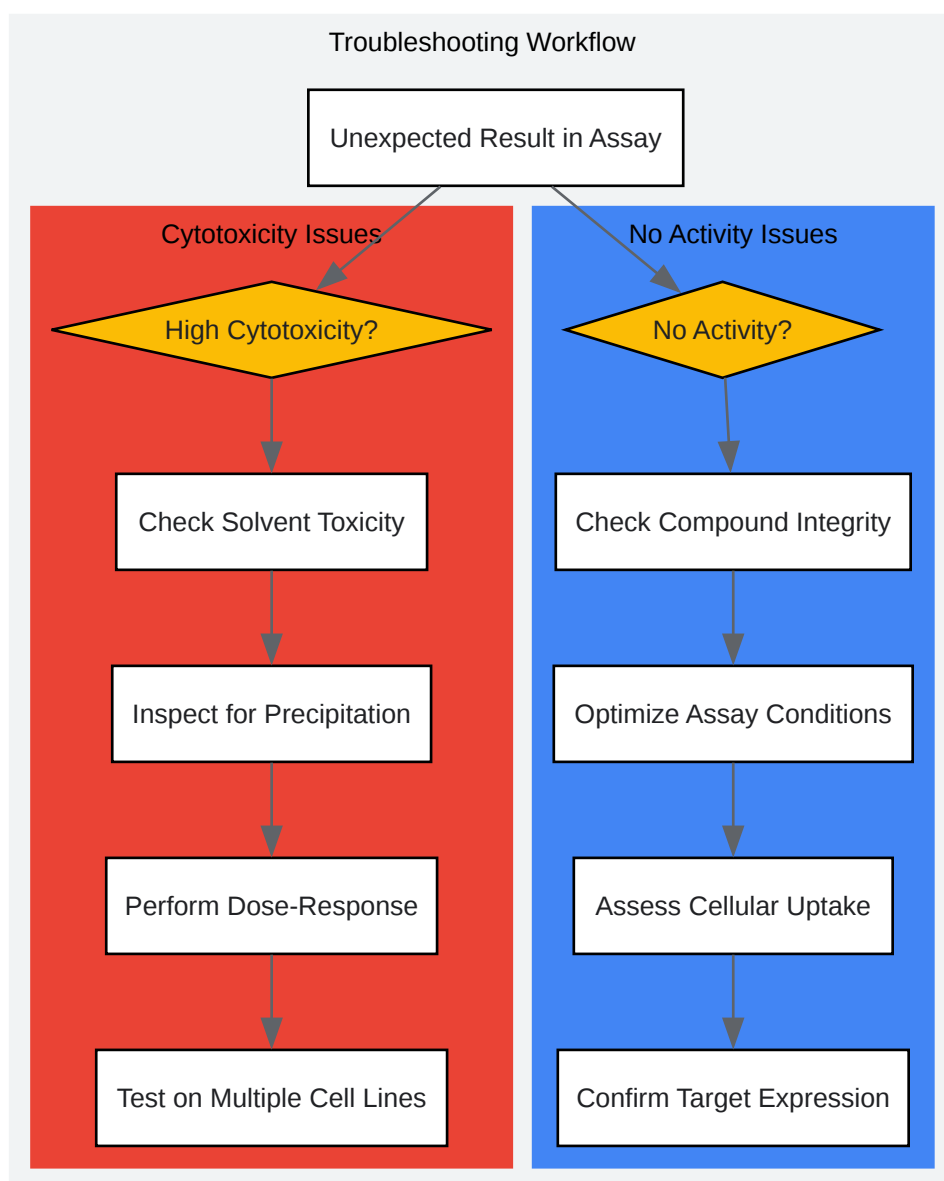 Troubleshooting Workflow
Unexpected Result in Assay
Cytotoxicity Issues
High Cytotoxicity?
Check Solvent Toxicity
Inspect for Precipitation
Perform Dose-Response
Test on Multiple Cell Lines
No Activity Issues
No Activity?
Check Compound Integrity
Optimize Assay Conditions
Assess Cellular Uptake
Confirm Target Expression